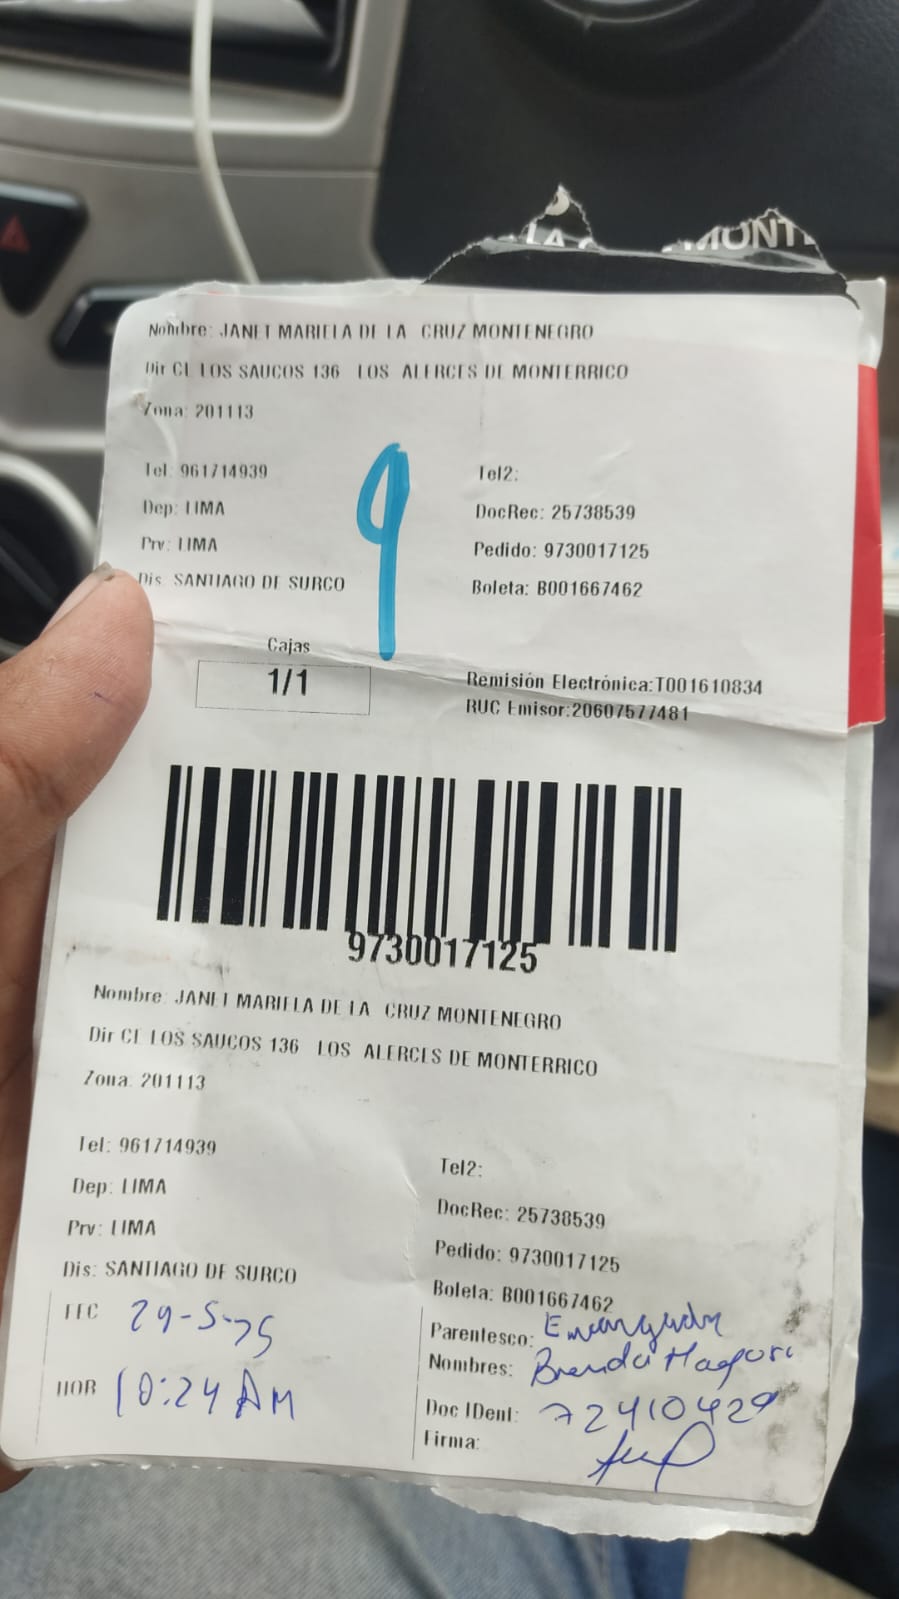 Nombre: JANET MARIELA DE LA CRUZ MONTENEGRO
Dir CL LOS SAUCOS 136 LOS ALERCES DE MONTERRICO
Zona: 201113
Tel: 961714939
Tel2:
Dep: LIMA
DocRec: 25738539
Prv: LIMA
Pedido: 9730017125
Dis: SANTIAGO DE SURCO
Boleta: B001667462
9
Cajas
1/1
Remisión Electrónica:T001610834
RUC Emisor:20607577481
9730017125
Nombre: JANET MARIELA DE LA CRUZ MONTENEGRO
Dir CL LOS SAUCOS 136 LOS ALERCES DE MONTERRICO
Zona: 201113
Tel: 961714939
Tel2:
Dep: LIMA
DocRec: 25738539
Prv: LIMA
Pedido: 9730017125
Dis: SANTIAGO DE SURCO
Boleta: B001667462
FEC 29-5-25
Parentesco: Encargada
Nombres: Brenda
HOR 10:24 AM
Doc IDent: 72410429
Firma: